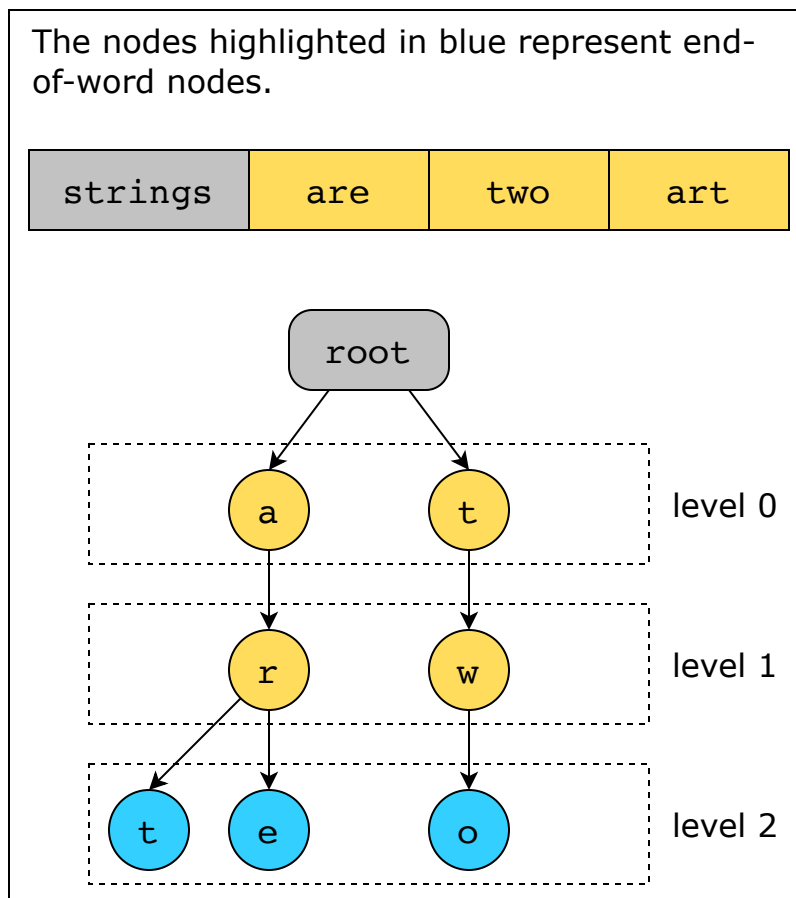 The nodes highlighted in blue represent end-
of-word nodes.
strings are two art
root
a t level 0
r w level 1
t e o level 2